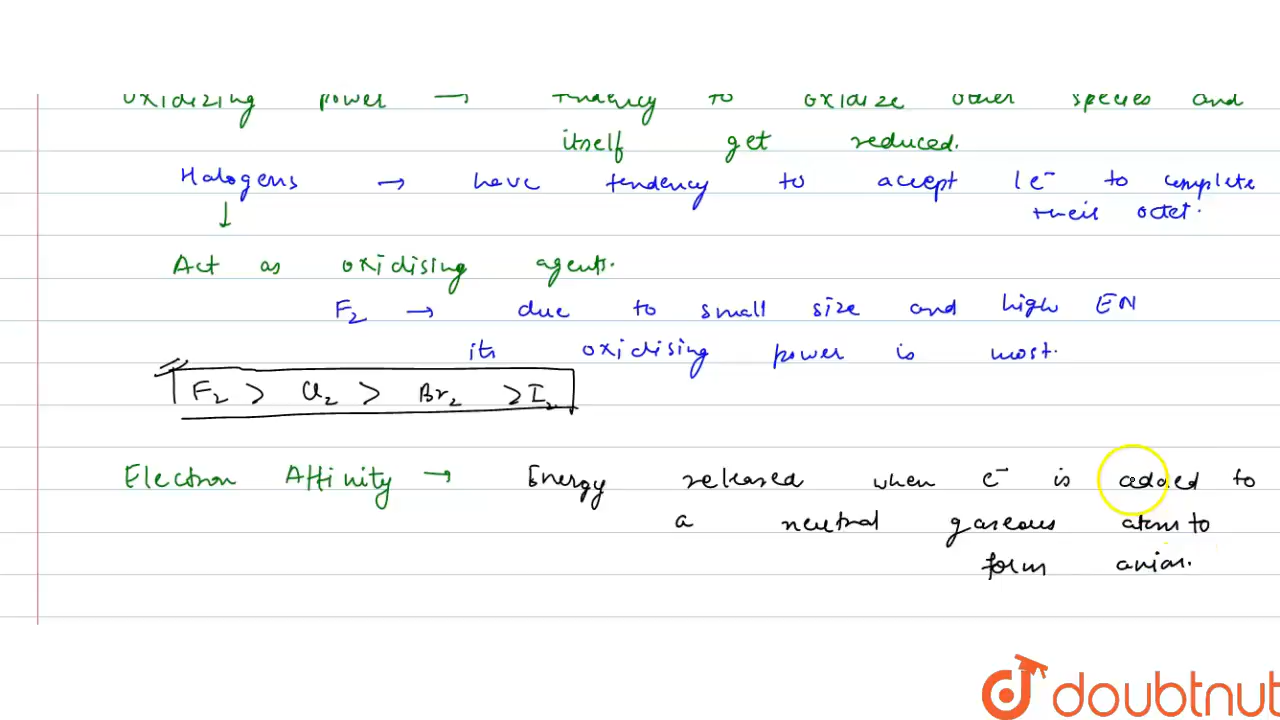 oxidizing power → tendency to oxidize other species and
itself get reduced.
Halogens → have tendency to accept 1e⁻ to complete
their octet.
↓
Act as oxidising agents.
F₂ → due to small size and high EN
its oxidising power is most.
F₂ > Cl₂ > Br₂ > I₂
Electron Affinity → Energy released when e⁻ is added to
a neutral gaseous atom to
form anion.
doubtnut